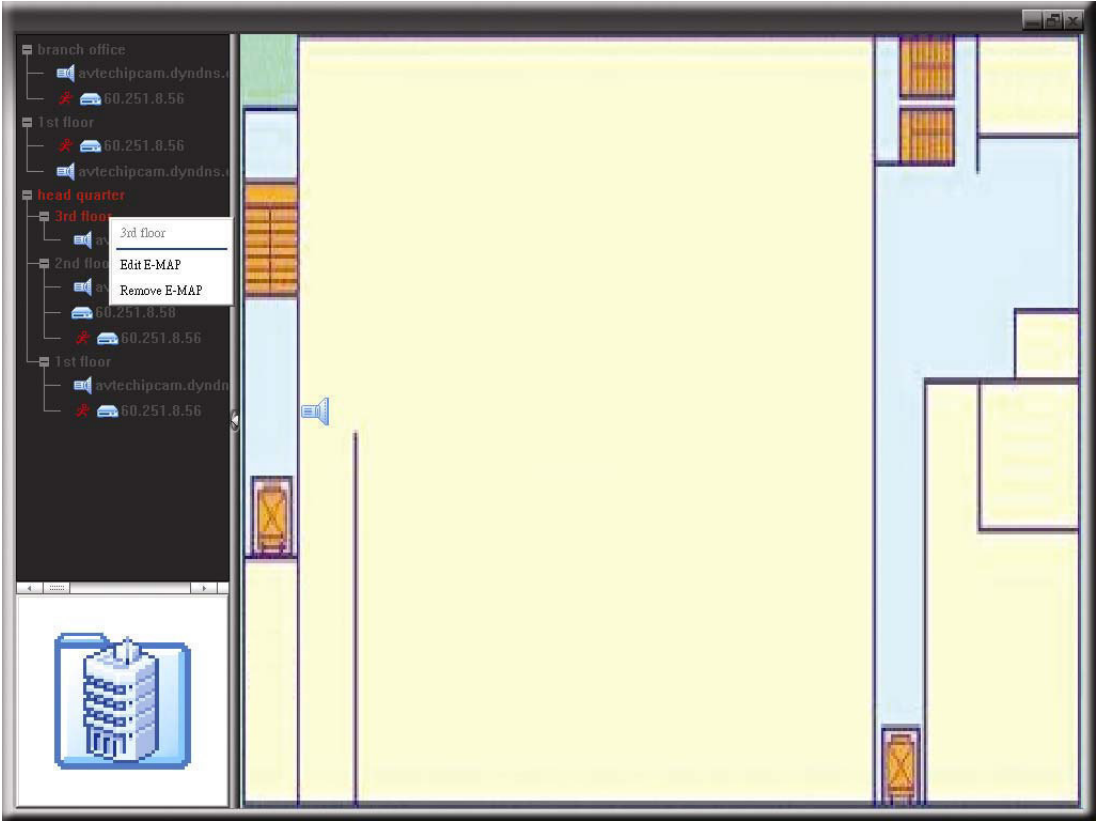 branch office
avtechipcam.dyndns.
60.251.8.56
1st floor
60.251.8.56
avtechipcam.dyndns.
head quarter
3rd floor
3rd floor
av
Edit E-MAP
2nd floo
av
Remove E-MAP
60.251.8.58
60.251.8.56
1st floor
avtechipcam.dyndn
60.251.8.56